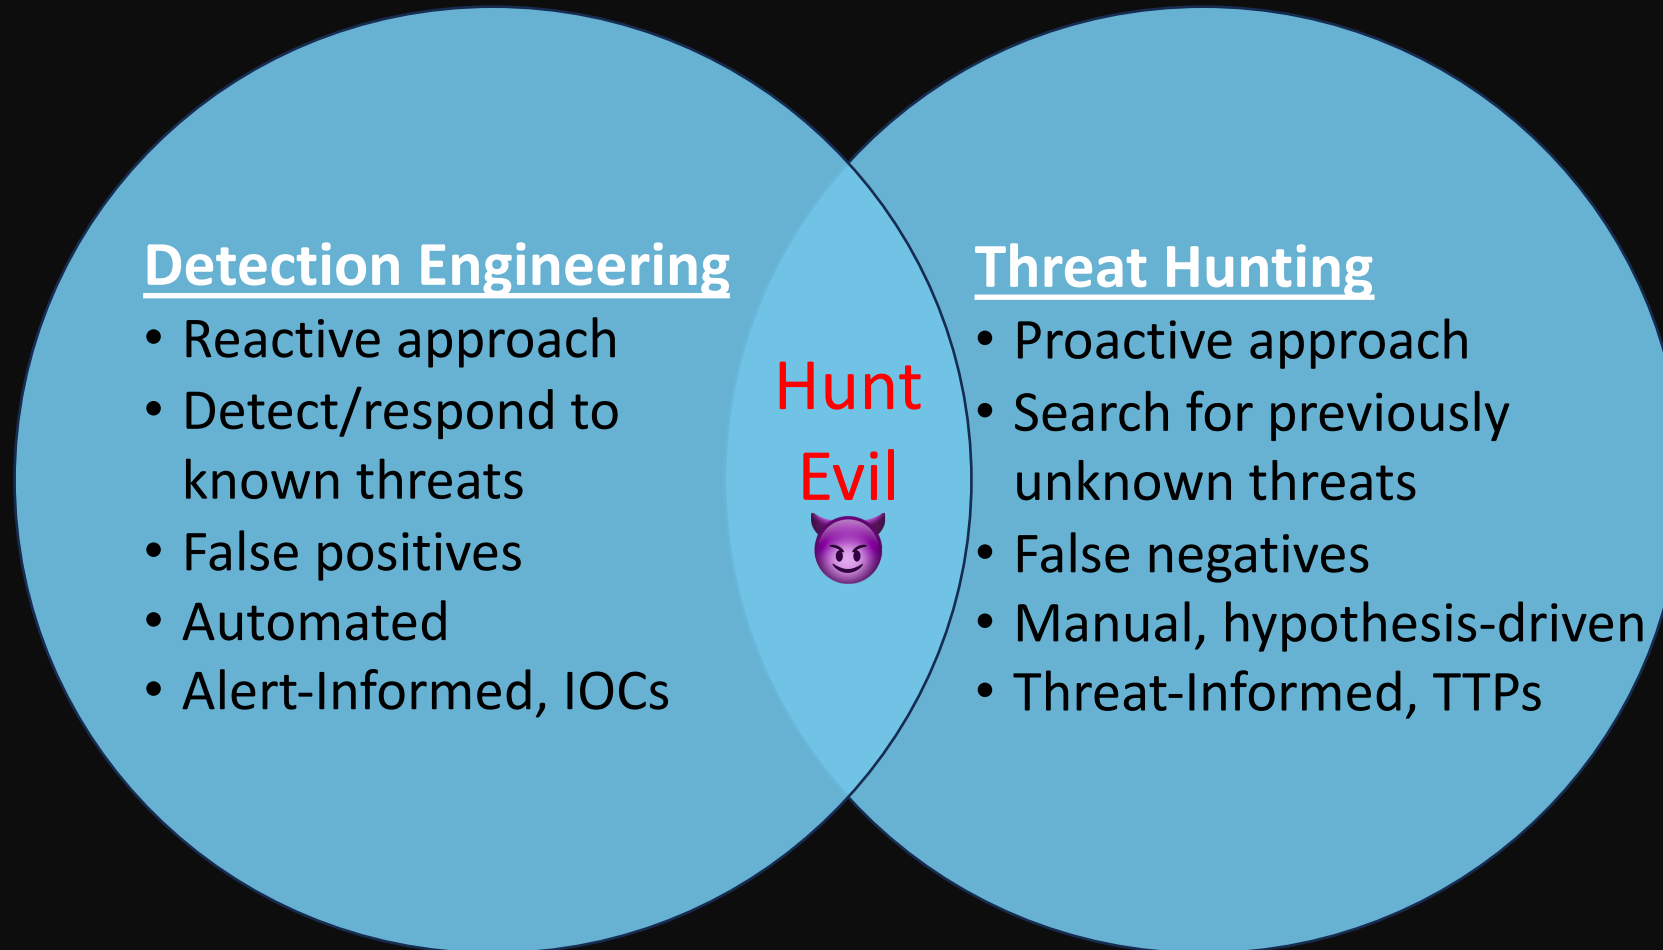 Detection Engineering
• Reactive approach
• Detect/respond to
known threats
• False positives
• Automated
• Alert-Informed, IOCs
Hunt
Evil
😈
Threat Hunting
• Proactive approach
• Search for previously
unknown threats
• False negatives
• Manual, hypothesis-driven
• Threat-Informed, TTPs